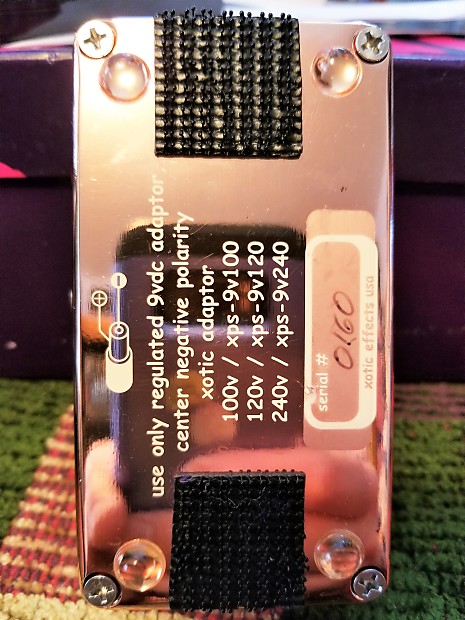 use only regulated 9vdc adaptor
center negative polarity
xotic adaptor
100v / xps-9v100
120v / xps-9v120
240v / xps-9v240
serial #
0160
xotic effects usa